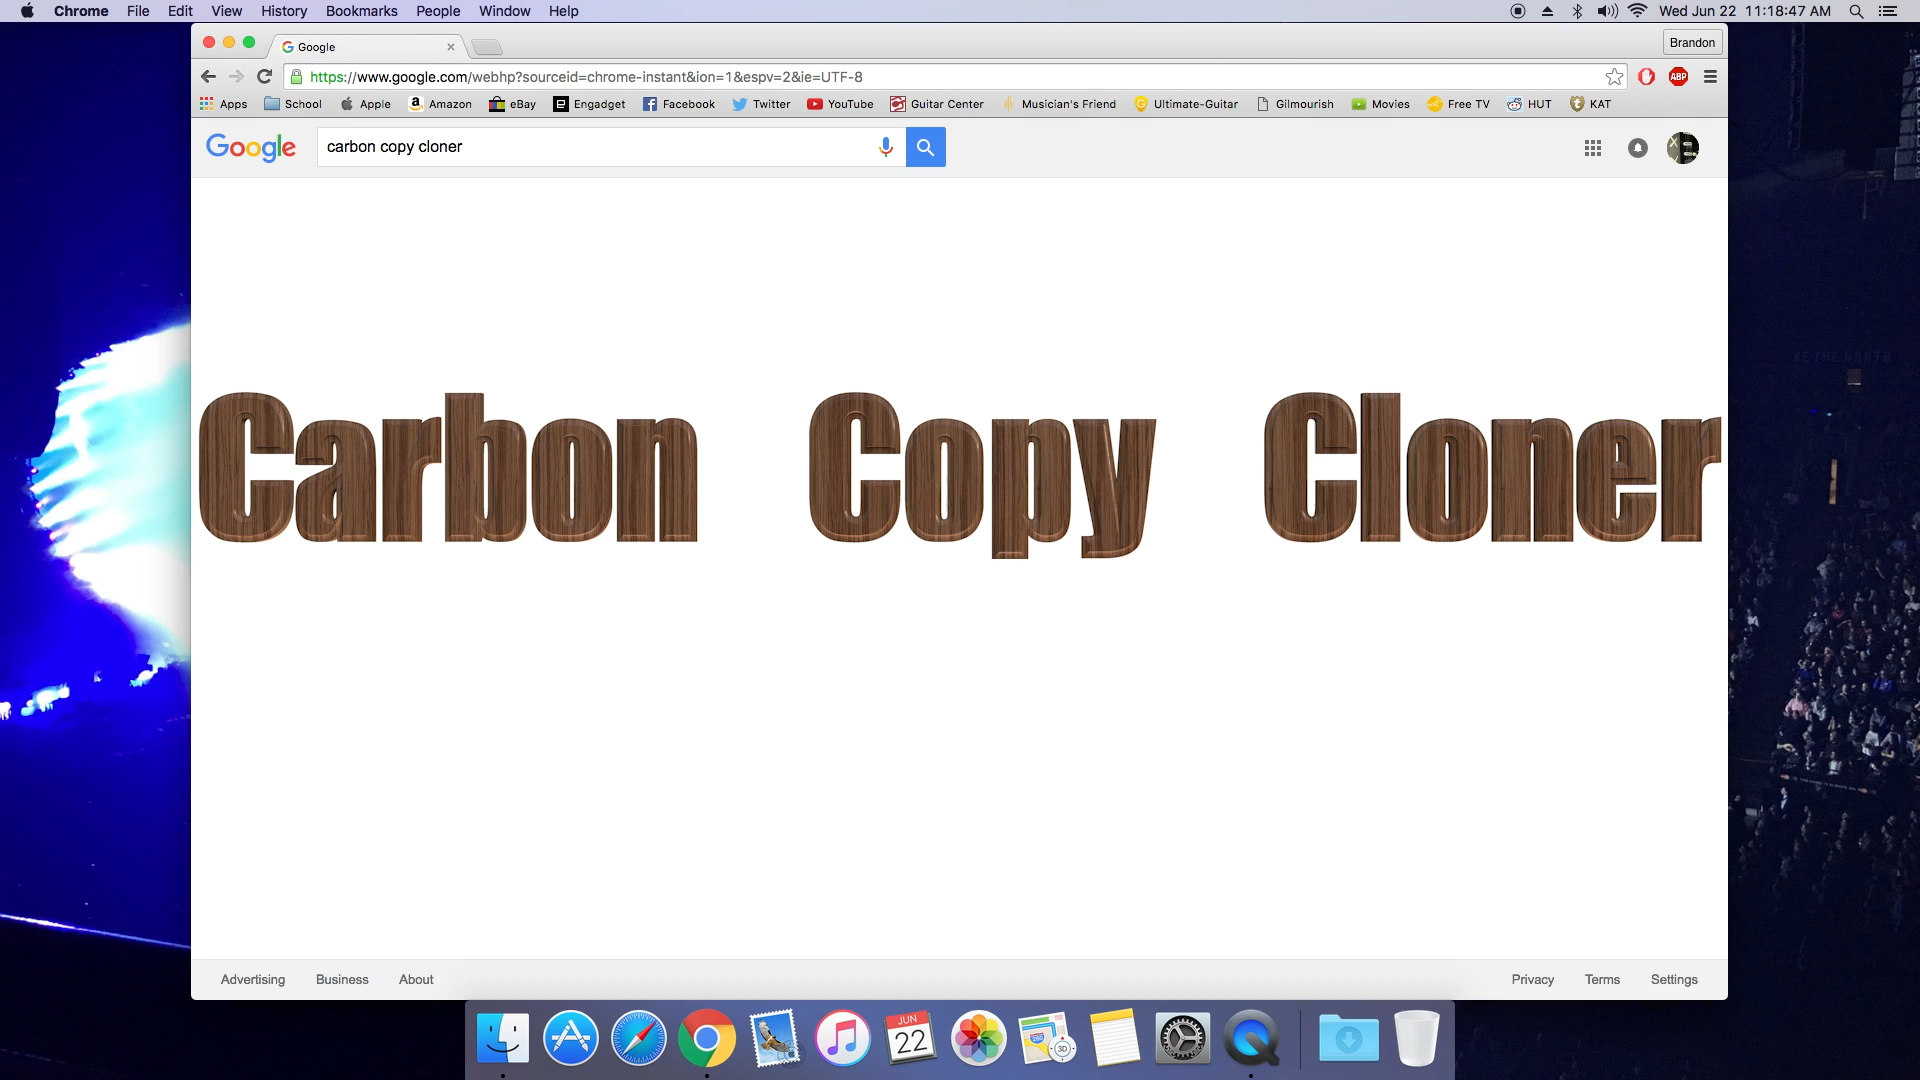 Chrome File Edit View History Bookmarks People Window Help Wed Jun 22 11:18:47 AM
Google Brandon
https://www.google.com/webhp?sourceid=chrome-instant&ion=1&espv=2&ie=UTF-8 ABP
Apps School Apple Amazon eBay Engadget Facebook Twitter YouTube Guitar Center Musician's Friend Ultimate-Guitar Gilmourish Movies Free TV HUT KAT
Google carbon copy cloner
Carbon Copy Cloner
Advertising Business About Privacy Terms Settings
JUN
22
280
3D